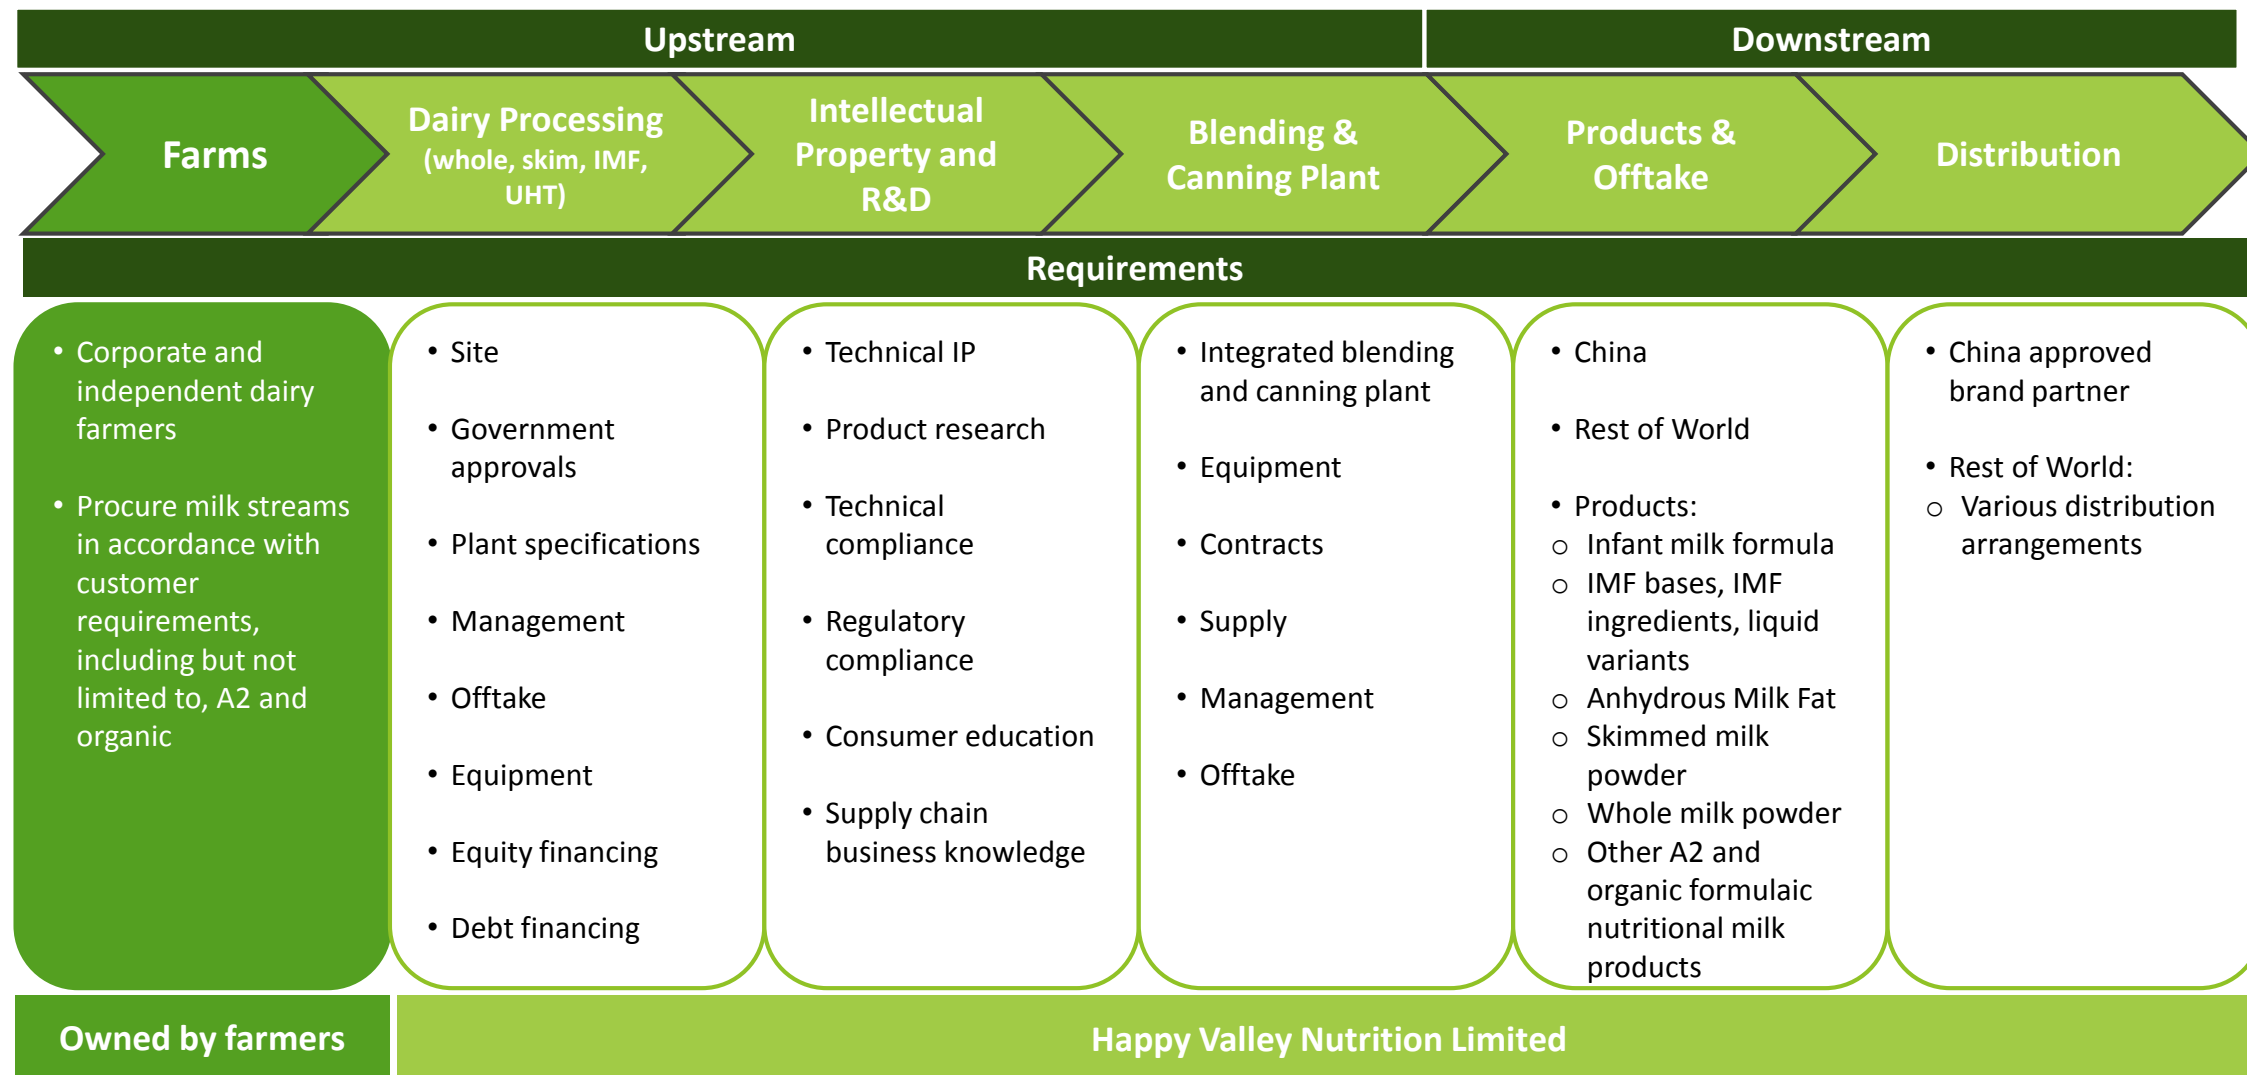 Upstream
Downstream
Farms
Dairy Processing
(whole, skim, IMF,
UHT)
Intellectual
Property and
R&D
Blending &
Canning Plant
Products &
Offtake
Distribution
Requirements
• Corporate and
independent dairy
farmers
• Procure milk streams
in accordance with
customer
requirements,
including but not
limited to, A2 and
organic
• Site
• Government
approvals
• Plant specifications
• Management
• Offtake
• Equipment
• Equity financing
• Debt financing
• Technical IP
• Product research
• Technical
compliance
• Regulatory
compliance
• Consumer education
• Supply chain
business knowledge
• Integrated blending
and canning plant
• Equipment
• Contracts
• Supply
• Management
• Offtake
• China
• Rest of World
• Products:
o Infant milk formula
o IMF bases, IMF
ingredients, liquid
variants
o Anhydrous Milk Fat
o Skimmed milk
powder
o Whole milk powder
o Other A2 and
organic formulaic
nutritional milk
products
• China approved
brand partner
• Rest of World:
o Various distribution
arrangements
Owned by farmers
Happy Valley Nutrition Limited